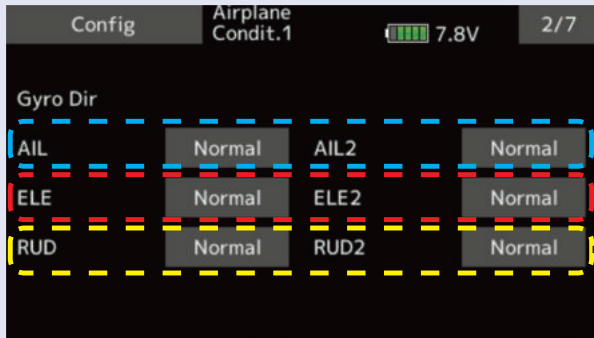 Config
Airplane
Condit.1
7.8V
2/7
Gyro Dir
AIL Normal AIL2 Normal
ELE Normal ELE2 Normal
RUD Normal RUD2 Normal